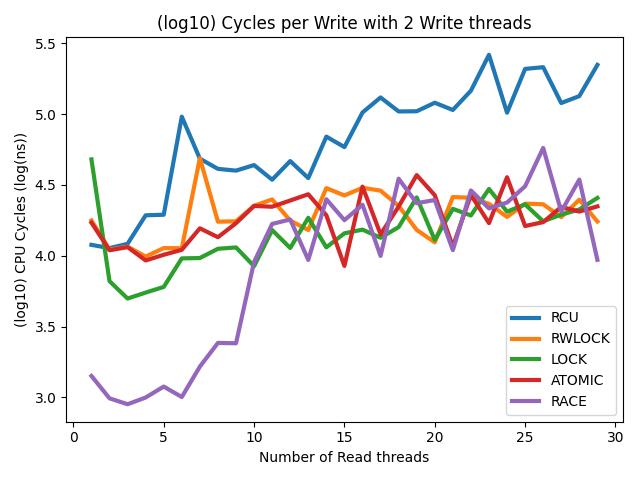 (log10) Cycles per Write with 2 Write threads
(log10) CPU Cycles (log(ns))
5.5
5.0
4.5
4.0
3.5
3.0
RCU
RWLOCK
LOCK
ATOMIC
RACE
0 5 10 15 20 25 30
Number of Read threads